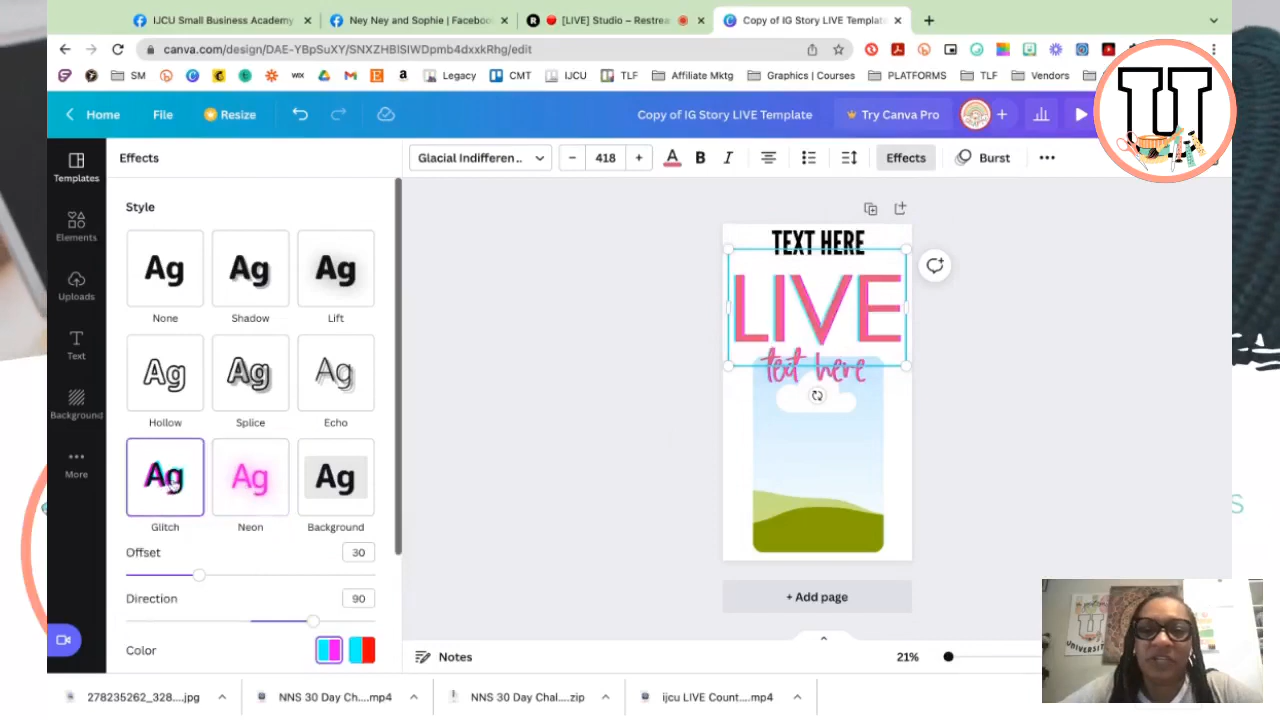 IJCU Small Business Academy
Ney Ney and Sophie | Facebook
[LIVE] Studio – Restrea
Copy of IG Story LIVE Template
canva.com/design/DAE-YBpSuXY/SNXZHBlSIWDpmb4dxxkRhg/edit
SM
WiX
Legacy
CMT
IJCU
TLF
Affiliate Mktg
Graphics | Courses
PLATFORMS
TLF
Vendors
U
Home
File
Resize
Copy of IG Story LIVE Template
Try Canva Pro
Templates
Elements
Uploads
Text
Background
More
Effects
Glacial Indifferen...
418
A
B
I
Effects
Burst
Style
Ag
Ag
Ag
None
Shadow
Lift
Ag
Ag
Ag
Hollow
Splice
Echo
Ag
Ag
Ag
Glitch
Neon
Background
Offset
30
Direction
90
Color
TEXT HERE
LIVE
text here
+ Add page
Notes
21%
278235262_328....jpg
NNS 30 Day Ch....mp4
NNS 30 Day Chal....zip
ijcu LIVE Count....mp4
S